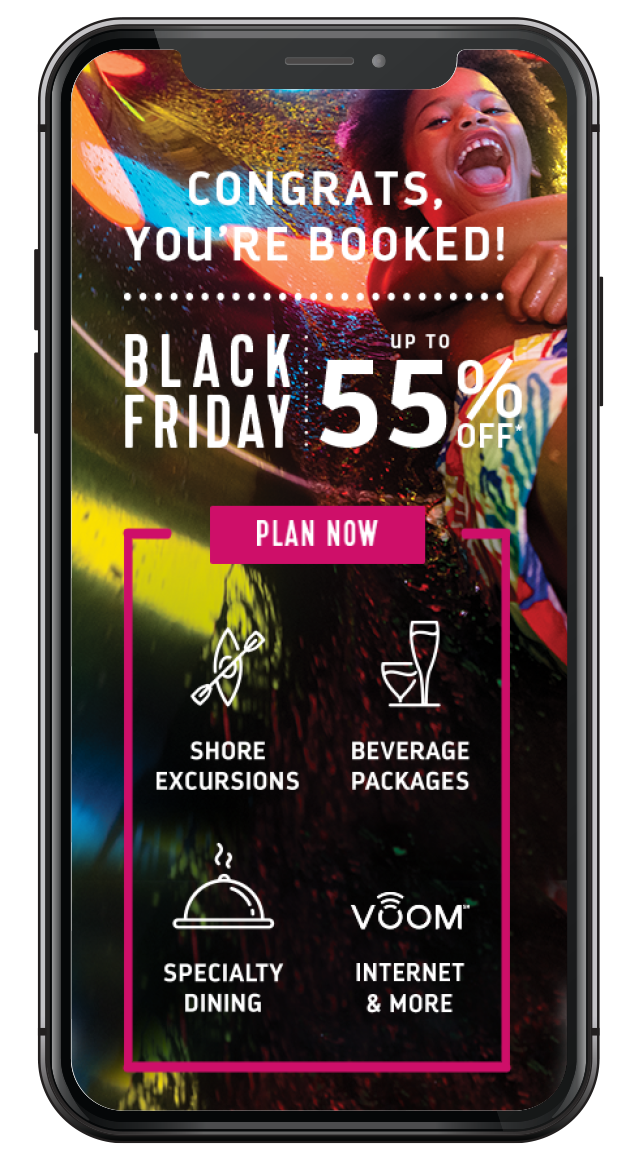 CONGRATS,
YOU'RE BOOKED!
BLACK
FRIDAY
UP TO
55%
OFF*
PLAN NOW
SHORE
EXCURSIONS
BEVERAGE
PACKAGES
SPECIALTY
DINING
VOOM℠
INTERNET
& MORE